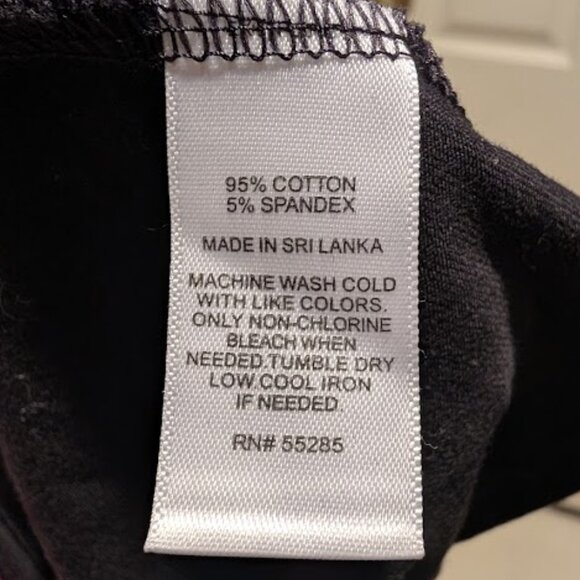 95% COTTON
5% SPANDEX
MADE IN SRI LANKA
MACHINE WASH COLD
WITH LIKE COLORS.
ONLY NON-CHLORINE
BLEACH WHEN
NEEDED.TUMBLE DRY
LOW.COOL IRON
IF NEEDED.
RN# 55285